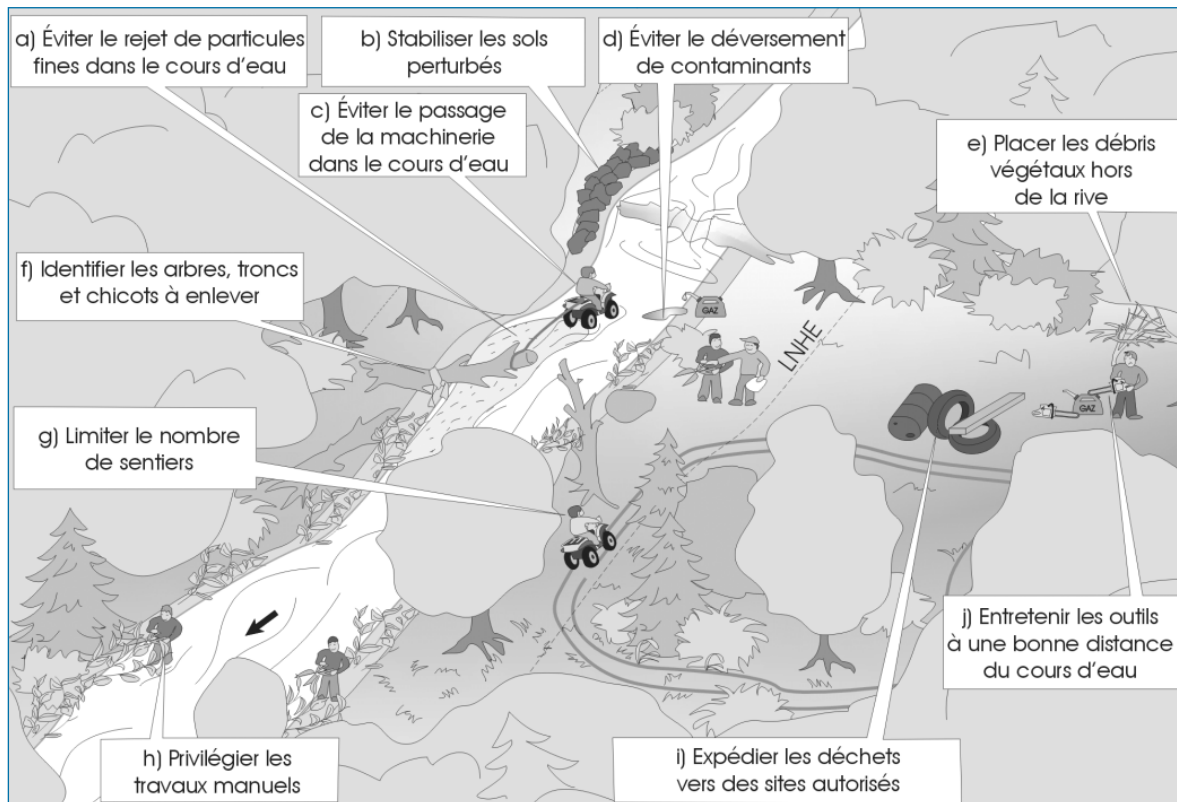 a) Éviter le rejet de particules
fines dans le cours d'eau
b) Stabiliser les sols
perturbés
d) Éviter le déversement
de contaminants
c) Éviter le passage
de la machinerie
dans le cours d'eau
e) Placer les débris
végétaux hors
de la rive
f) Identifier les arbres, troncs
et chicots à enlever
GAZ
LNHE
GAZ
g) Limiter le nombre
de sentiers
j) Entretenir les outils
à une bonne distance
du cours d'eau
h) Privilégier les
travaux manuels
i) Expédier les déchets
vers des sites autorisés